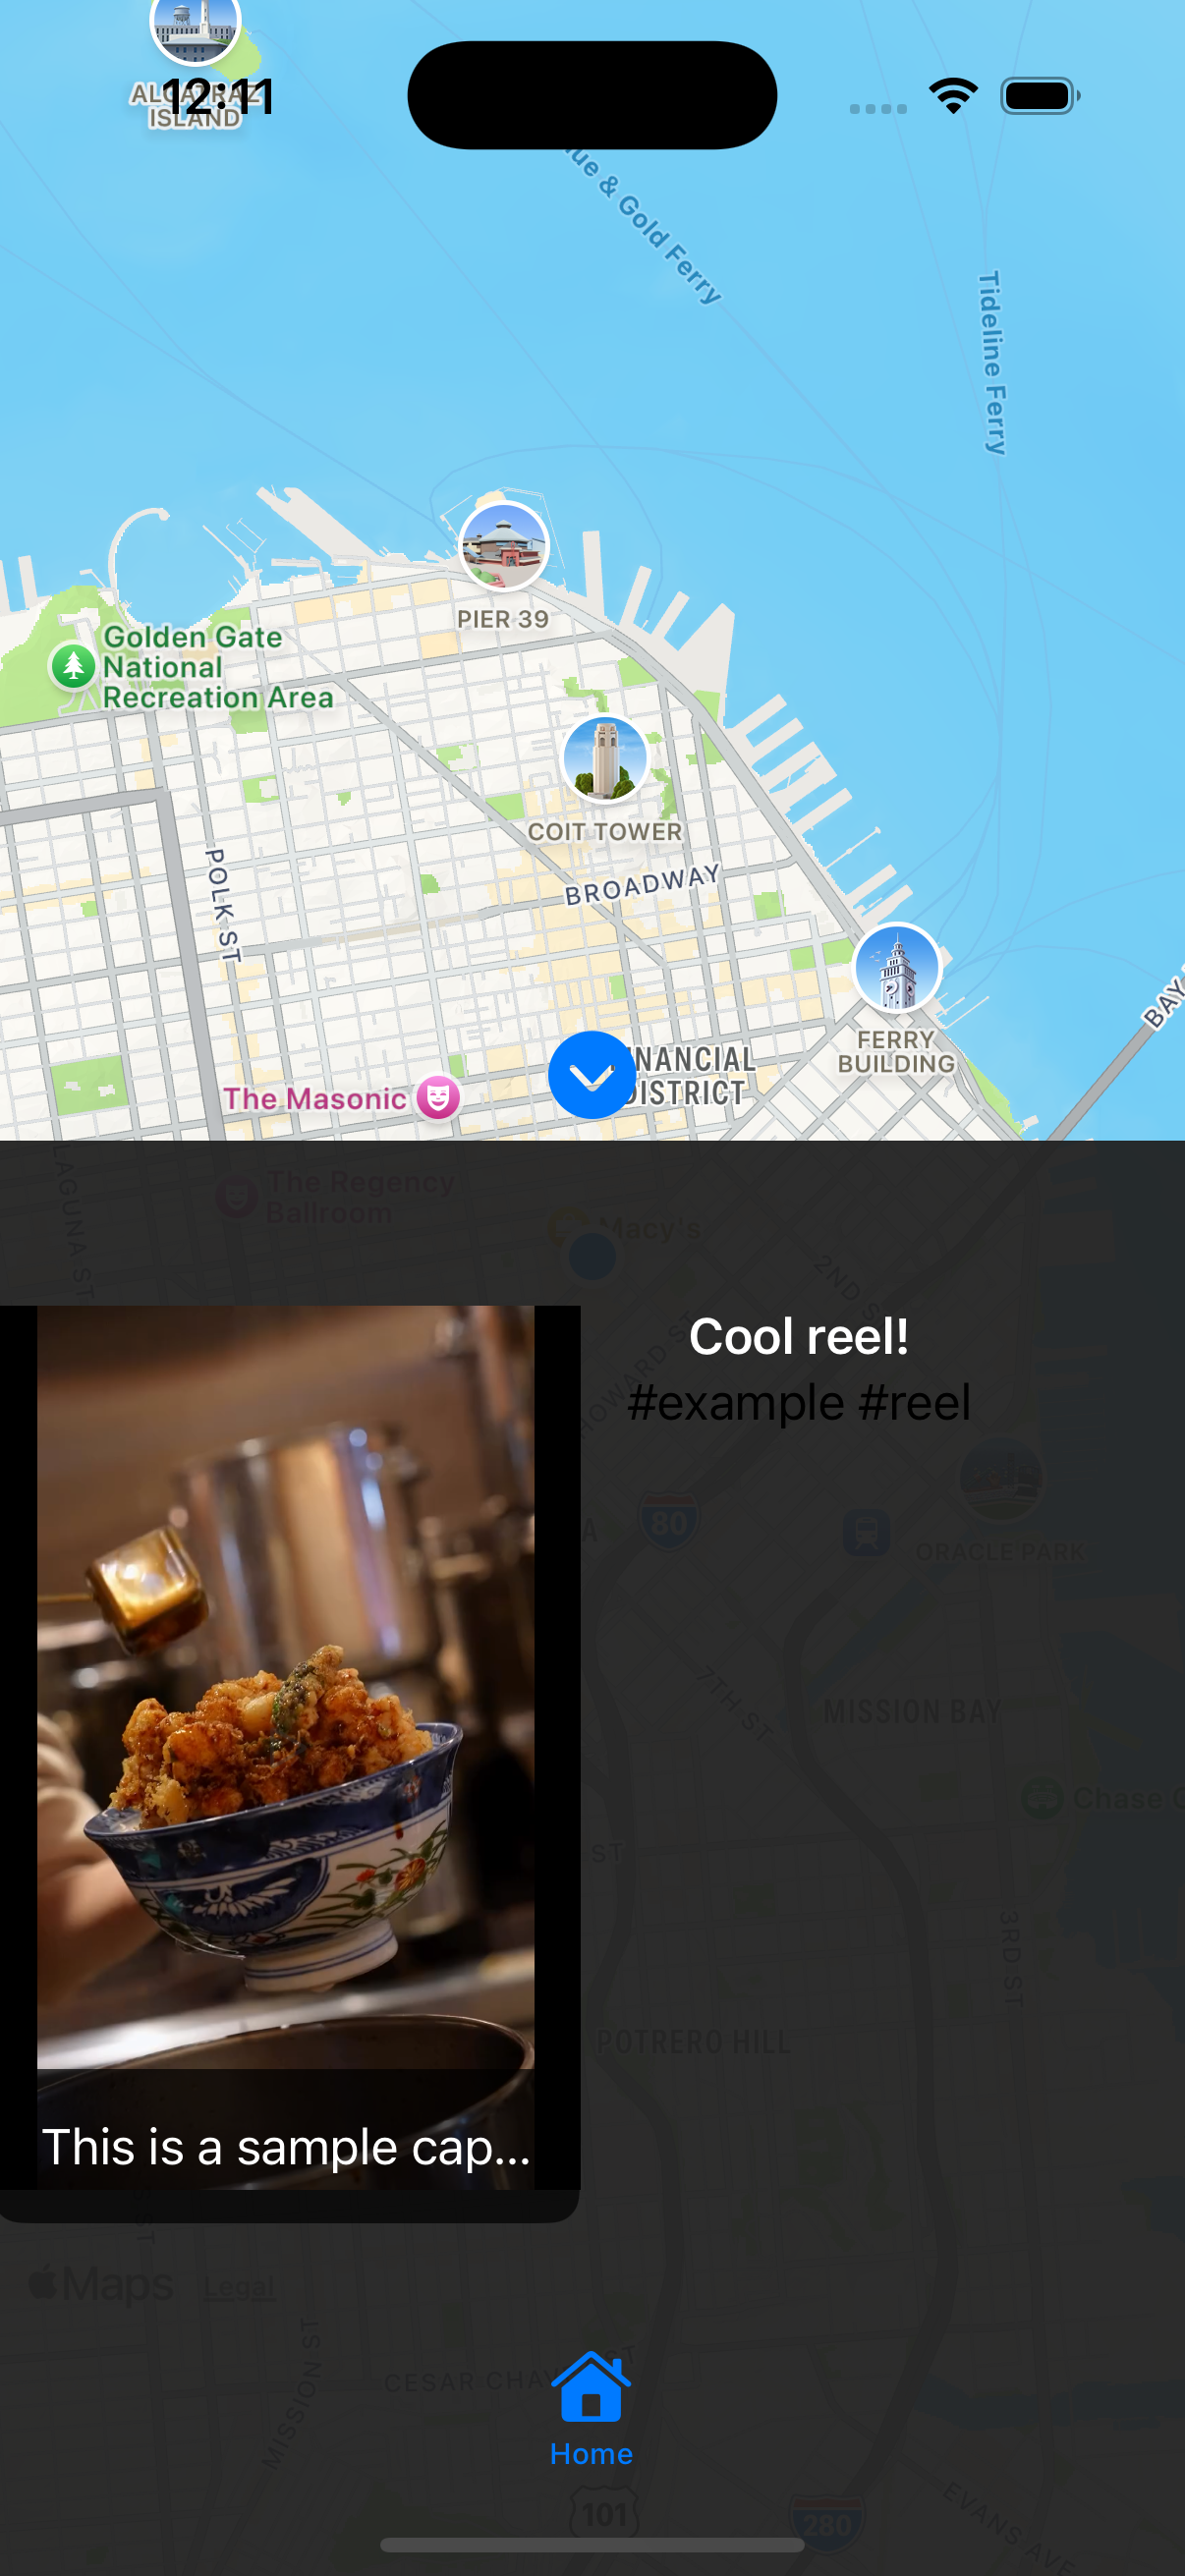 ALCATRAZ
ISLAND
12:11
ue & Gold Ferry
Tideline Ferry
PIER 39
Golden Gate
National
Recreation Area
COIT TOWER
BROADWAY
POLK ST
FERRY
BUILDING
BAY
INANCIAL
DISTRICT
The Masonic
LAGUNA ST
The Regency
Ballroom
Macy's
2ND S
Cool reel!
HOWARD ST
#example #reel
80
A
ORACLE PARK
7TH ST
MISSION BAY
Chase C
ST
3RD ST
POTRERO HILL
This is a sample cap...
ST
Maps
Legal
MISSION ST
CESAR CHAV ST
Home
101
280
EVANS AVE